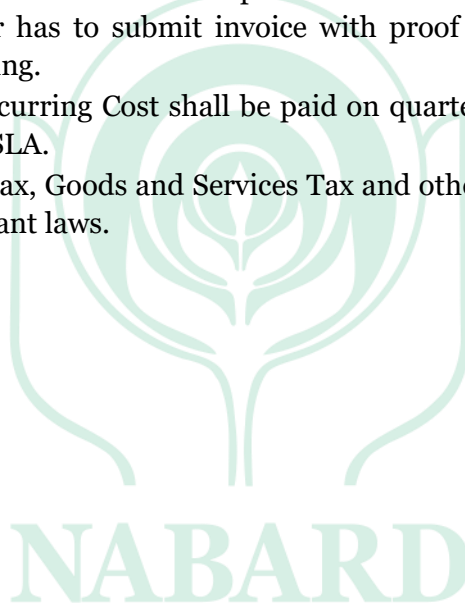 r has to submit invoice with proof
ng.
curring Cost shall be paid on quarte
SLA.
ax, Goods and Services Tax and othe
ant laws.
NABARD